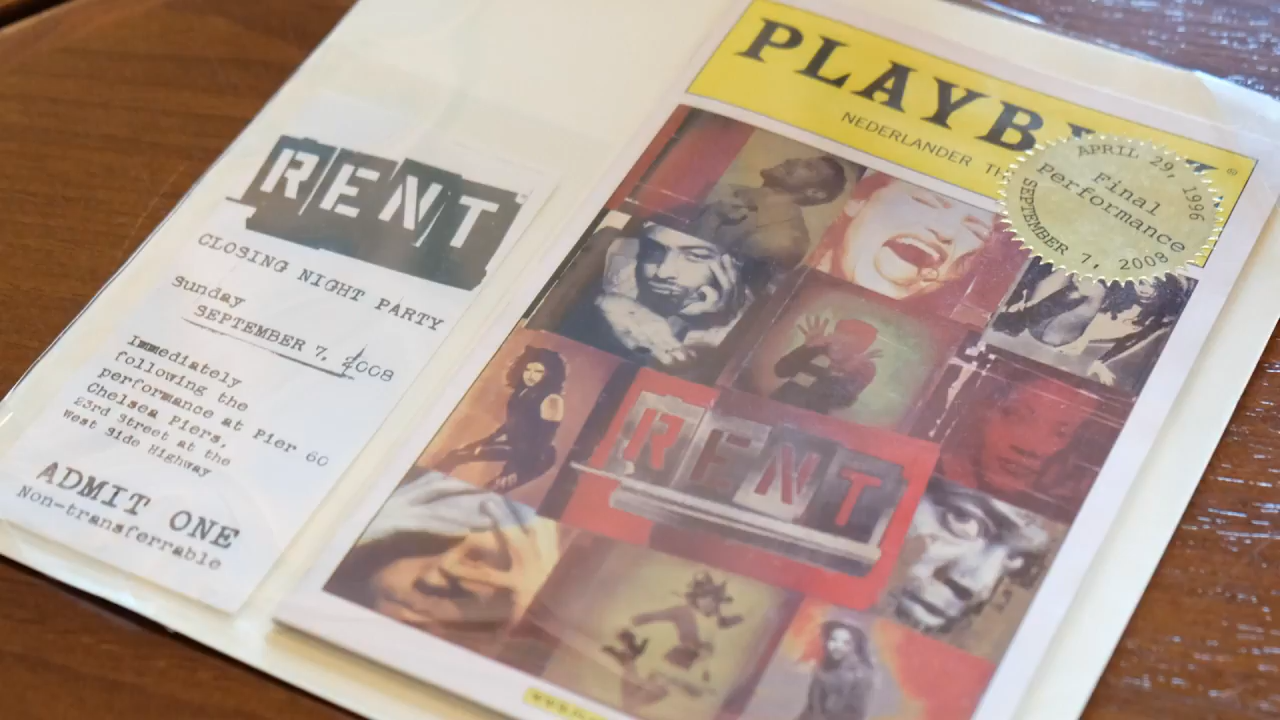 RENT
CLOSING NIGHT PARTY
Sunday
SEPTEMBER 7, 2008
Immediately
following the
performance at Pier 60
Chelsea Piers,
23rd Street at the
West Side Highway
ADMIT ONE
Non-transferrable
PLAYB
NEDERLANDER TH
APRIL 29, 1996
Final
Performance
SEPTEMBER 7, 2008
RENT